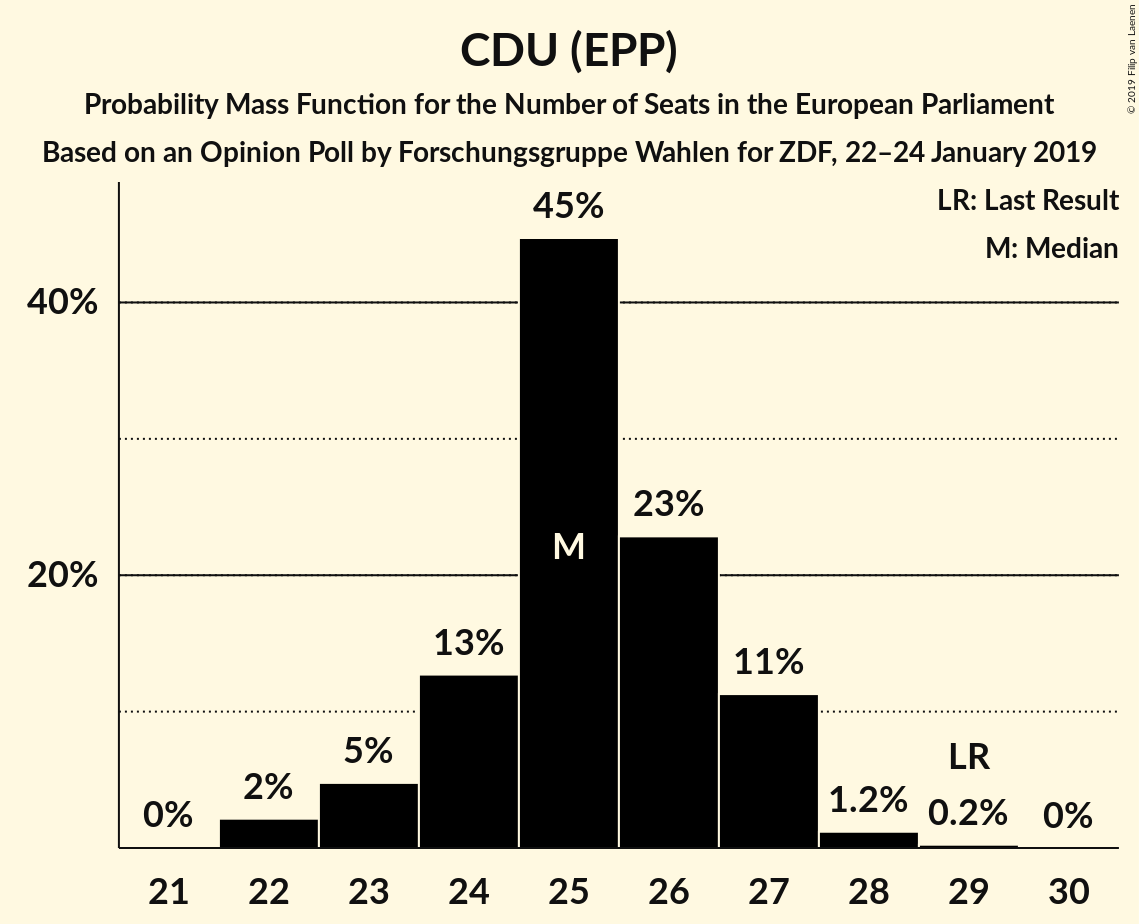 CDU (EPP)
Probability Mass Function for the Number of Seats in the European Parliament
Based on an Opinion Poll by Forschungsgruppe Wahlen for ZDF, 22–24 January 2019
© 2019 Filip van Laenen
LR: Last Result
M: Median
40%
20%
0%
2%
5%
13%
45%
M
23%
11%
1.2%
LR
0.2%
0%
21 22 23 24 25 26 27 28 29 30